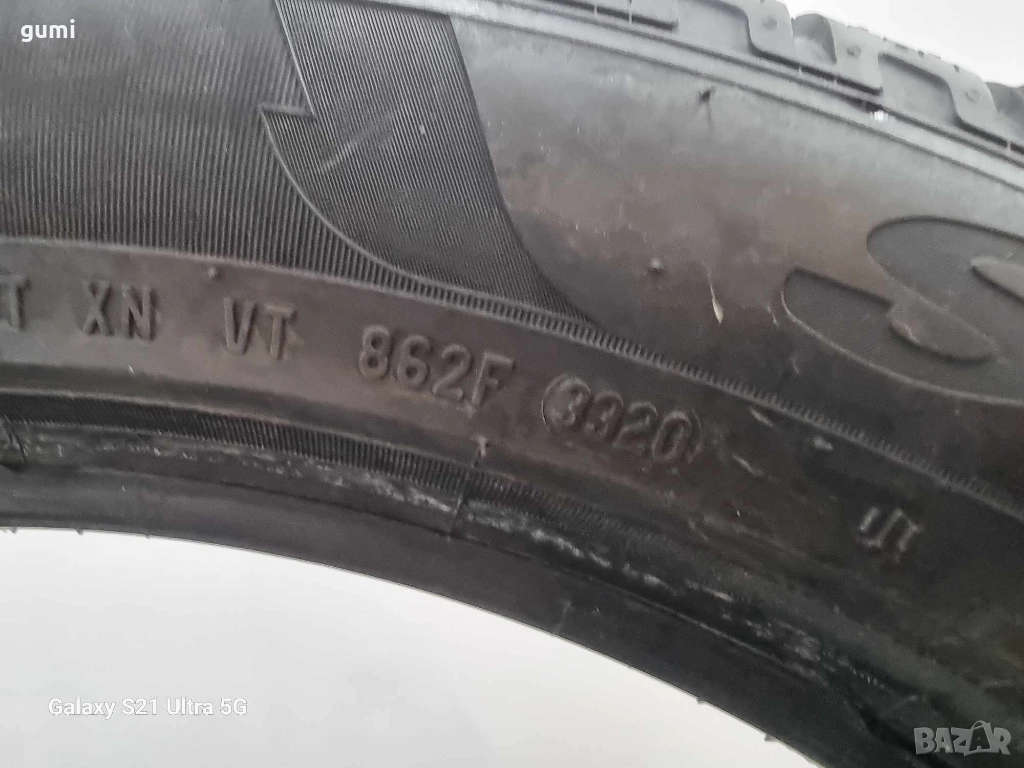 gumi
T XN VT 862F 3320
Galaxy S21 Ultra 5G
BAZAR